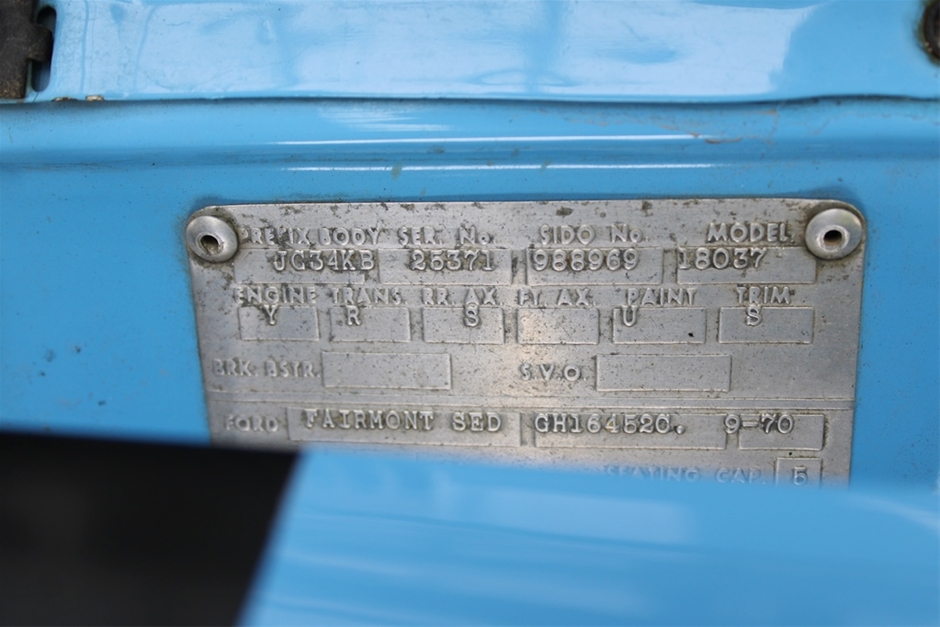 PREFIX BODY SER. No. SIDO No. MODEL
JG34KB 25371 988969 18037
ENGINE TRANS. RR. AX. FT. AX. PAINT TRIM
Y R S U S
BRK. BSTR. S.V.O.
FORD FAIRMONT SED GH16452C. 9-70
SEATING CAP. 5